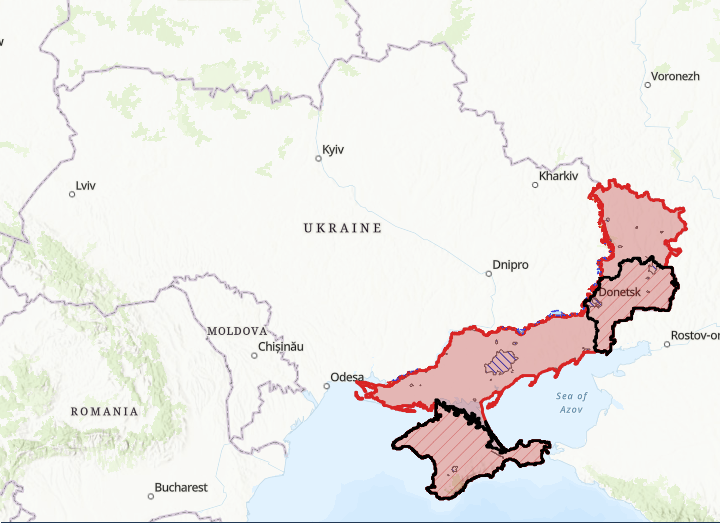 w
Voronezh
Kyiv
Kharkiv
Lviv
UKRAINE
Dnipro
Donetsk
MOLDOVA
Chișinău
Rostov-on
Odesa
Sea of
Azov
ROMANIA
Bucharest